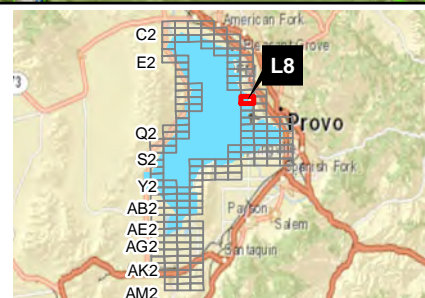 American Fork
C2
Pleasant Grove
E2
L8
73
Provo
Q2
S2
Spanish Fork
Y2
AB2
Payson
Salem
AE2
AG2
Santaquin
AK2
AM2